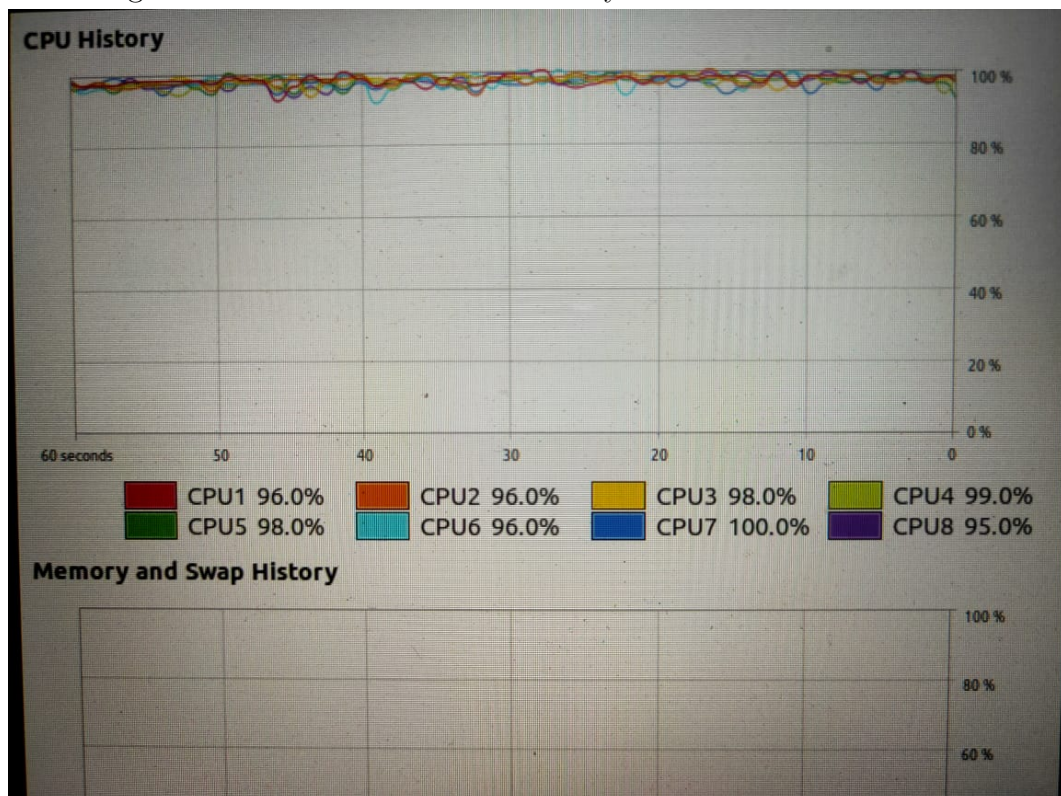 CPU History
100 %
80 %
60 %
40 %
20 %
0 %
60 seconds 50 40 30 20 10 0
CPU1 96.0% CPU2 96.0% CPU3 98.0% CPU4 99.0%
CPU5 98.0% CPU6 96.0% CPU7 100.0% CPU8 95.0%
Memory and Swap History
100 %
80 %
60 %